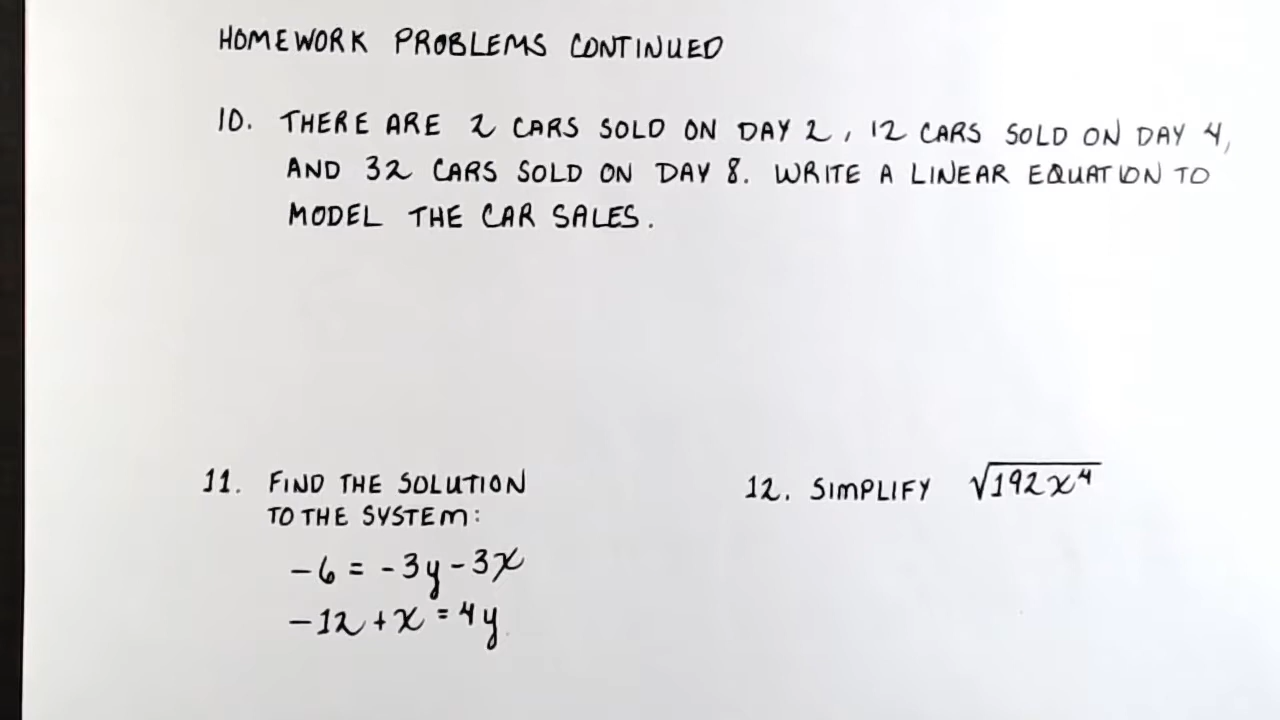 HOMEWORK PROBLEMS CONTINUED
10. THERE ARE 2 CARS SOLD ON DAY 2, 12 CARS SOLD ON DAY 4,
AND 32 CARS SOLD ON DAY 8. WRITE A LINEAR EQUATION TO
MODEL THE CAR SALES.
11. FIND THE SOLUTION
TO THE SYSTEM:
-6 = -3y - 3x
-12 + x = 4y
12. SIMPLIFY √192x⁴